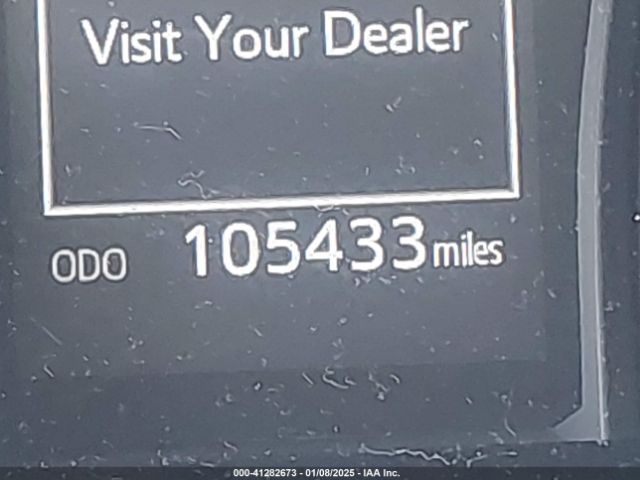 Visit Your Dealer
ODO 105433 miles
000-41282673 - 01/08/2025 - IAA Inc.